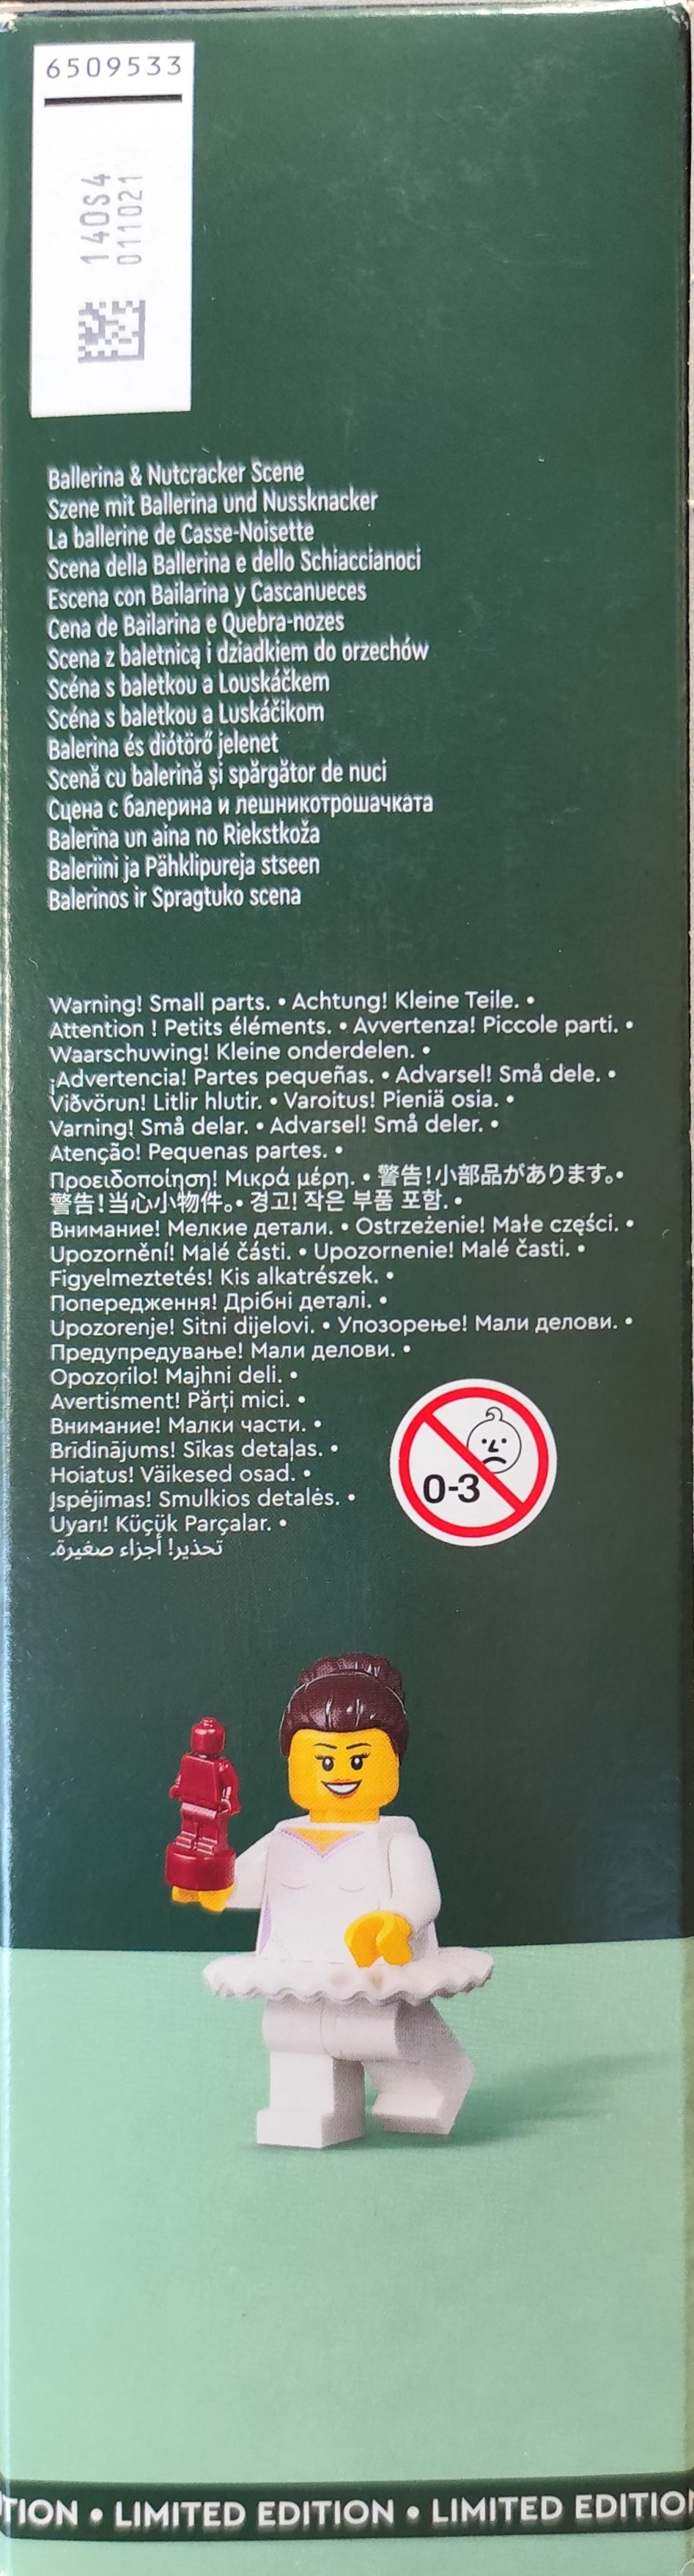 6509533
140S4
011021
Ballerina & Nutcracker Scene
Szene mit Ballerina und Nussknacker
La ballerine de Casse-Noisette
Scena della Ballerina e dello Schiaccianoci
Escena con Bailarina y Cascanueces
Cena de Bailarina e Quebra-nozes
Scena z baletnicą i dziadkiem do orzechów
Scéna s baletkou a Louskáčkem
Scéna s baletkou a Luskáčikom
Balerina és diótörő jelenet
Scenă cu balerină și spărgător de nuci
Сцена с балерина и лешникотрошачката
Balerina un aina no Riekstkoža
Baleriini ja Pähklipureja stseen
Balerinos ir Spragtuko scena
Warning! Small parts. • Achtung! Kleine Teile. •
Attention ! Petits éléments. • Avvertenza! Piccole parti. •
Waarschuwing! Kleine onderdelen. •
¡Advertencia! Partes pequeñas. • Advarsel! Små dele. •
Viðvörun! Litlir hlutir. • Varoitus! Pieniä osia. •
Varning! Små delar. • Advarsel! Små deler. •
Atenção! Pequenas partes. •
Προειδοποίηση! Μικρά μέρη. • 警告!小部品があります。•
警告!当心小物件。• 경고! 작은 부품 포함. •
Внимание! Мелкие детали. • Ostrzeżenie! Małe części. •
Upozornění! Malé části. • Upozornenie! Malé časti. •
Figyelmeztetés! Kis alkatrészek. •
Попередження! Дрібні деталі. •
Upozorenje! Sitni dijelovi. • Упозорење! Мали делови. •
Предупредување! Мали делови. •
Opozorilo! Majhni deli. •
Avertisment! Părți mici. •
Внимание! Малки части. •
Brīdinājums! Sīkas detaļas. •
Hoiatus! Väikesed osad. •
Įspėjimas! Smulkios detalės. •
Uyarı! Küçük Parçalar. •
تحذير! أجزاء صغيرة.
0-3
TION • LIMITED EDITION • LIMITED EDITIO